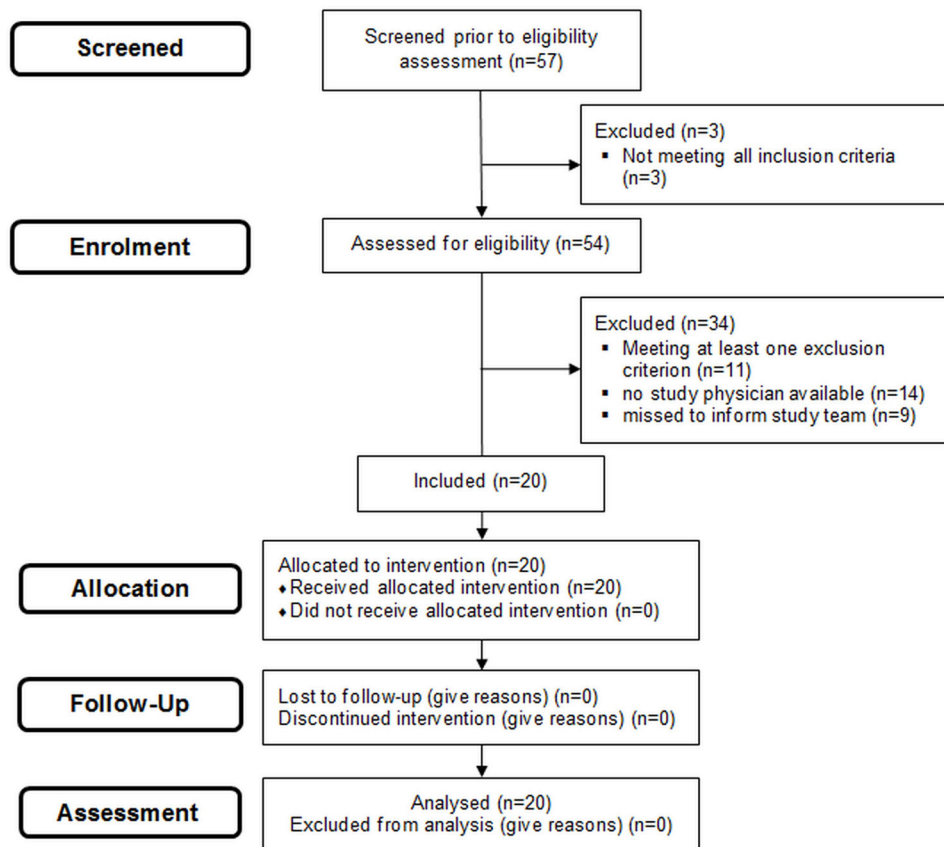 Screened
Screened prior to eligibility
assessment (n=57)
Excluded (n=3)
▪ Not meeting all inclusion criteria
(n=3)
Enrolment
Assessed for eligibility (n=54)
Excluded (n=34)
▪ Meeting at least one exclusion
criterion (n=11)
▪ no study physician available (n=14)
▪ missed to inform study team (n=9)
Included (n=20)
Allocation
Allocated to intervention (n=20)
♦Received allocated intervention (n=20)
♦Did not receive allocated intervention (n=0)
Follow-Up
Lost to follow-up (give reasons) (n=0)
Discontinued intervention (give reasons) (n=0)
Assessment
Analysed (n=20)
Excluded from analysis (give reasons) (n=0)